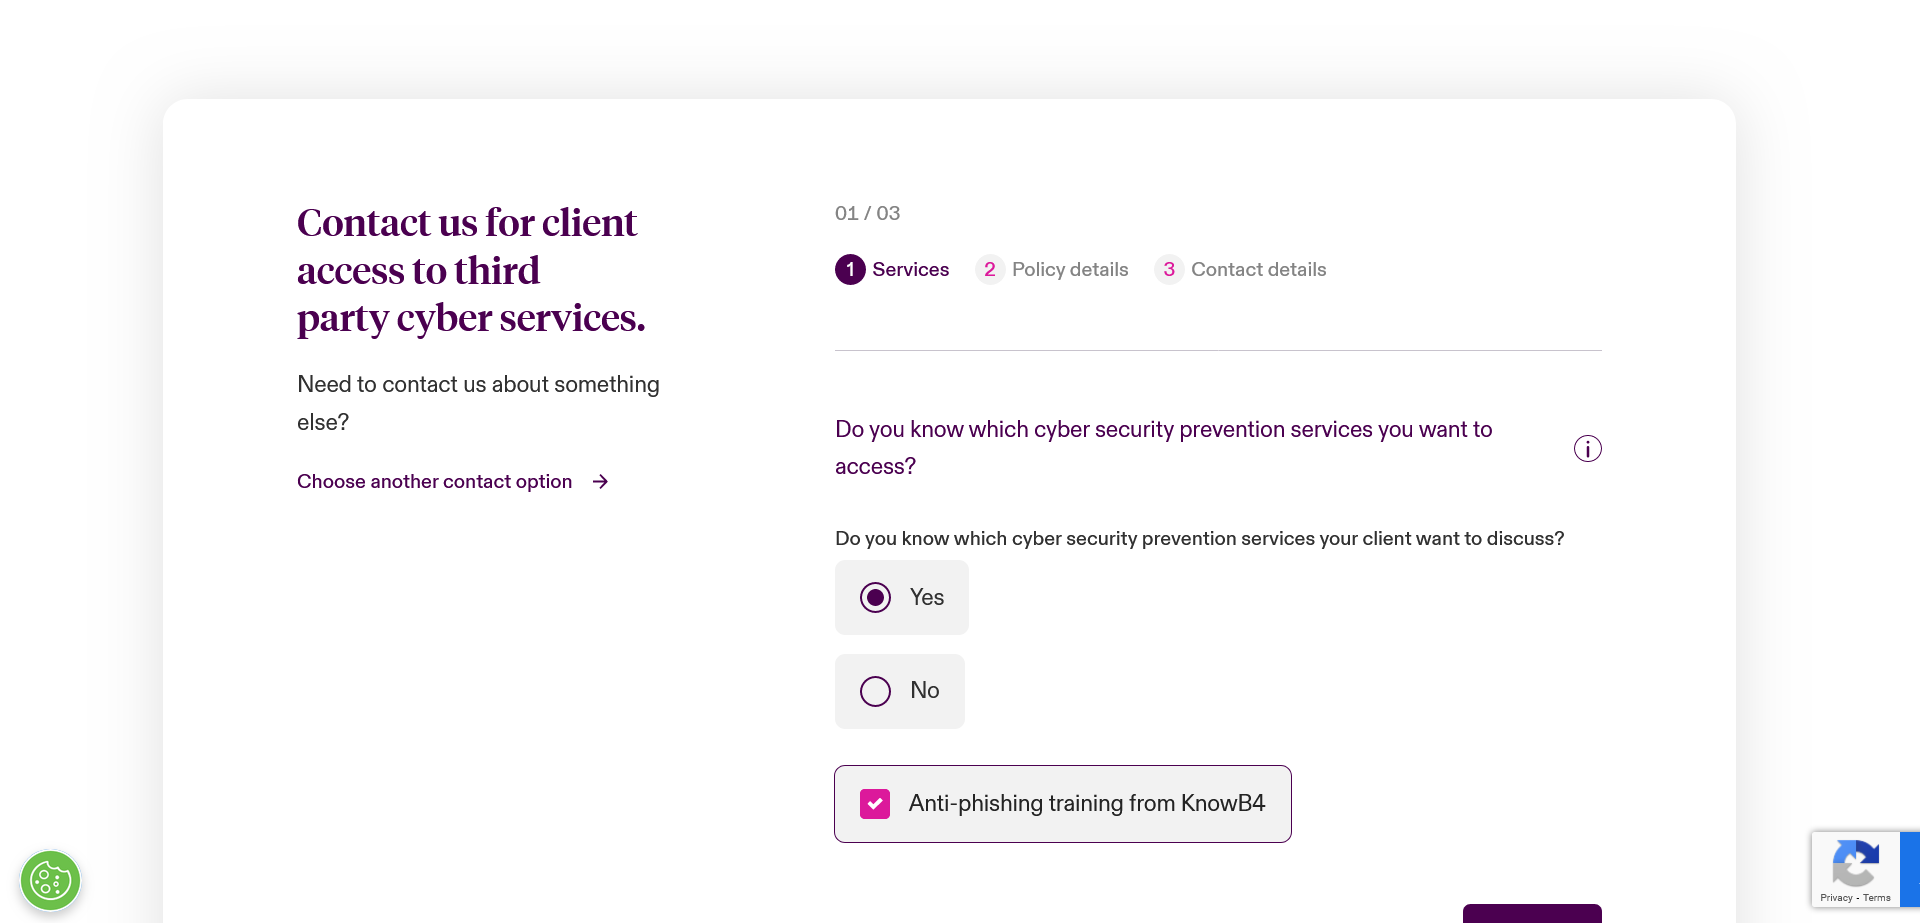 Contact us for client
access to third
party cyber services.
Need to contact us about something
else?
Choose another contact option
01 / 03
1 Services 2 Policy details 3 Contact details
Do you know which cyber security prevention services you want to
access?
i
Do you know which cyber security prevention services your client want to discuss?
Yes
No
Anti-phishing training from KnowB4
Privacy - Terms